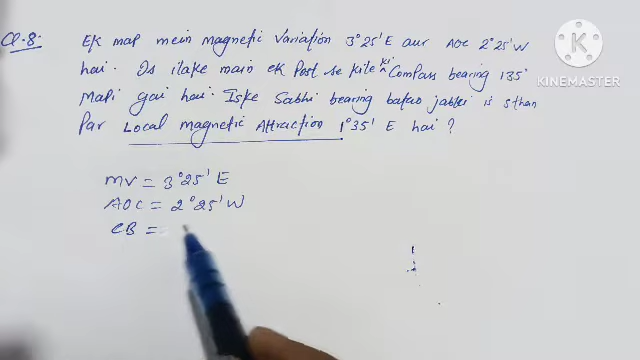 Q.8: Ek map mein magnetic variation 3°25'E aur AOC 2°25'W
hai. Is ilake main ek Post se kile ki Compass bearing 135°
Mapi gai hai. Iske Sabhi bearing batao jabki is sthan
Par Local magnetic Attraction 1°35' E hai ?
MV = 3°25' E
AOC = 2°25' W
CB =
KINEMASTER